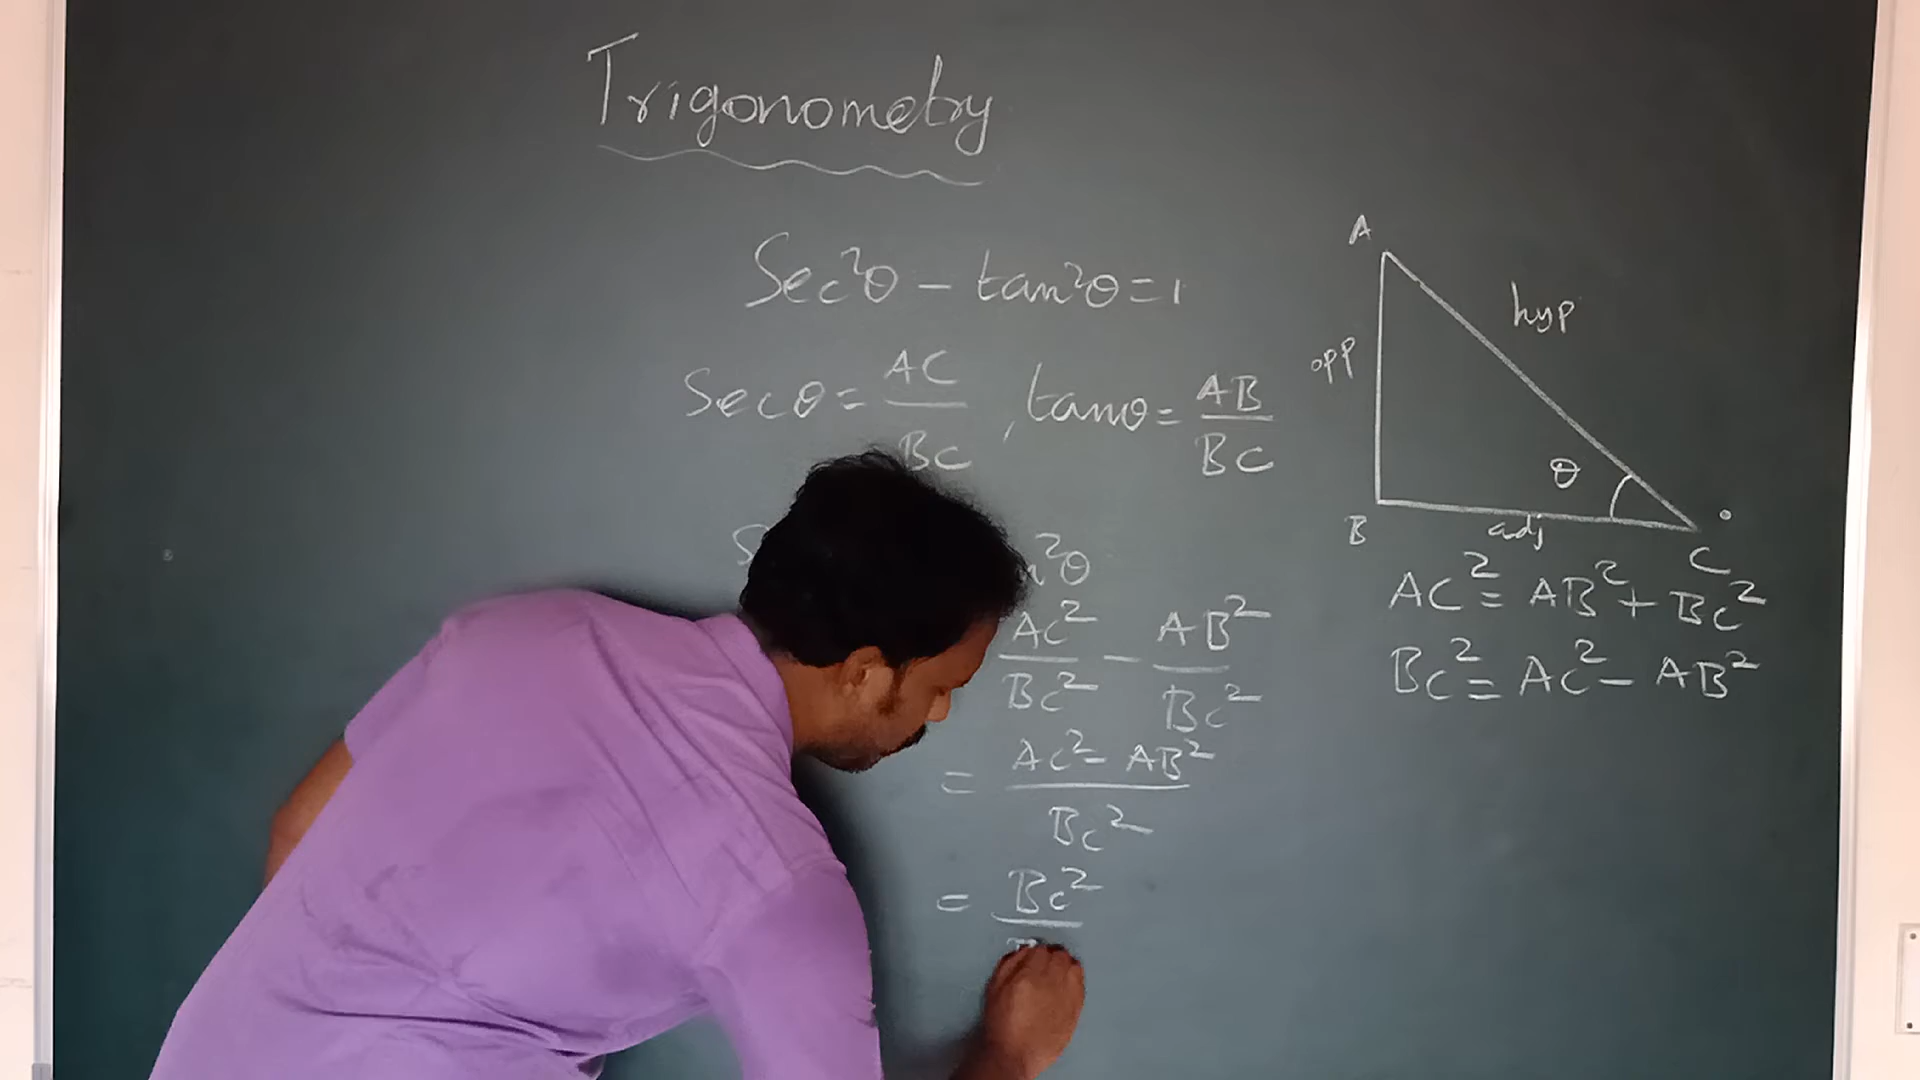 Trigonometry
Sec²θ - tan²θ = 1
Secθ = AC/BC , tanθ = AB/BC
²θ
AC²/BC² - AB²/BC²
= AC² - AB²/BC²
= BC²
A
hyp
opp
θ
B
adj
C
AC² = AB² + BC²
BC² = AC² - AB²